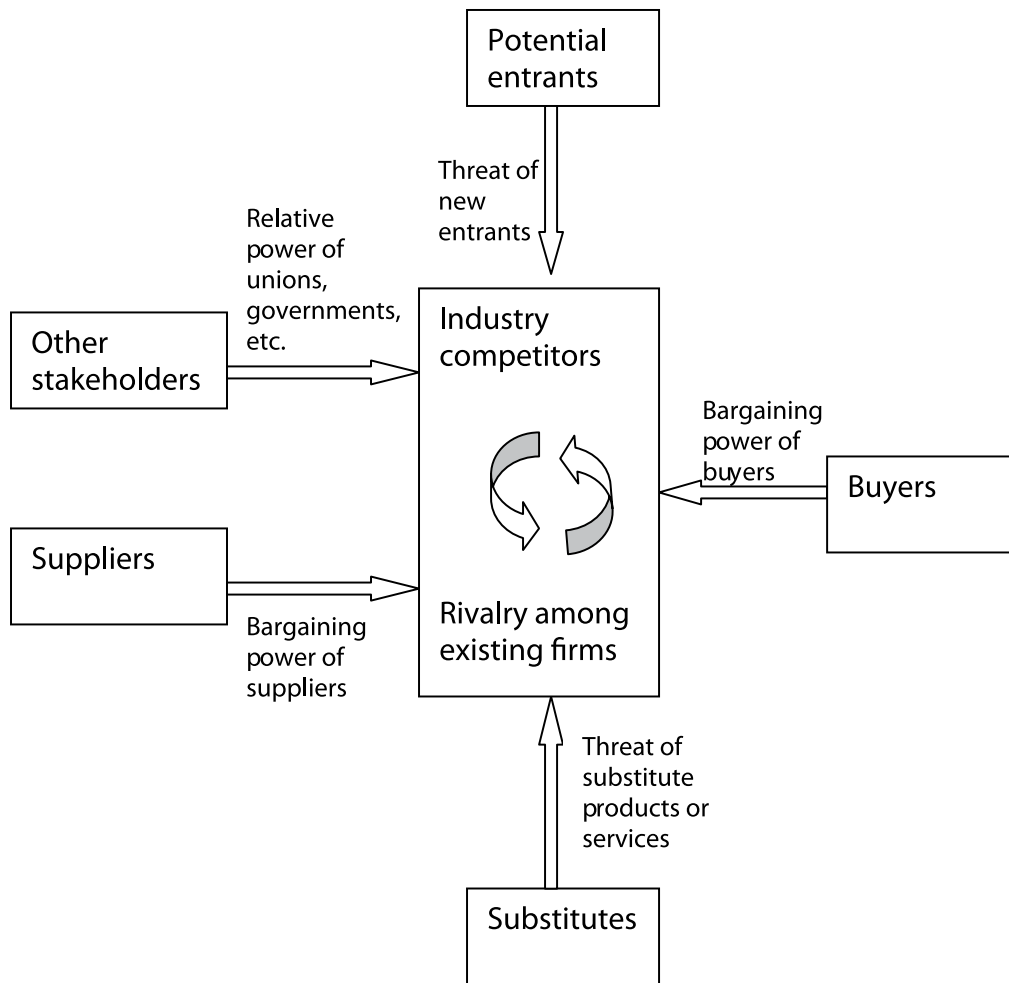 Potential
entrants
Threat of
new
entrants
Relative
power of
unions,
governments,
etc.
Other
stakeholders
Industry
competitors
Bargaining
power of
buyers
Buyers
Suppliers
Bargaining
power of
suppliers
Rivalry among
existing firms
Threat of
substitute
products or
services
Substitutes